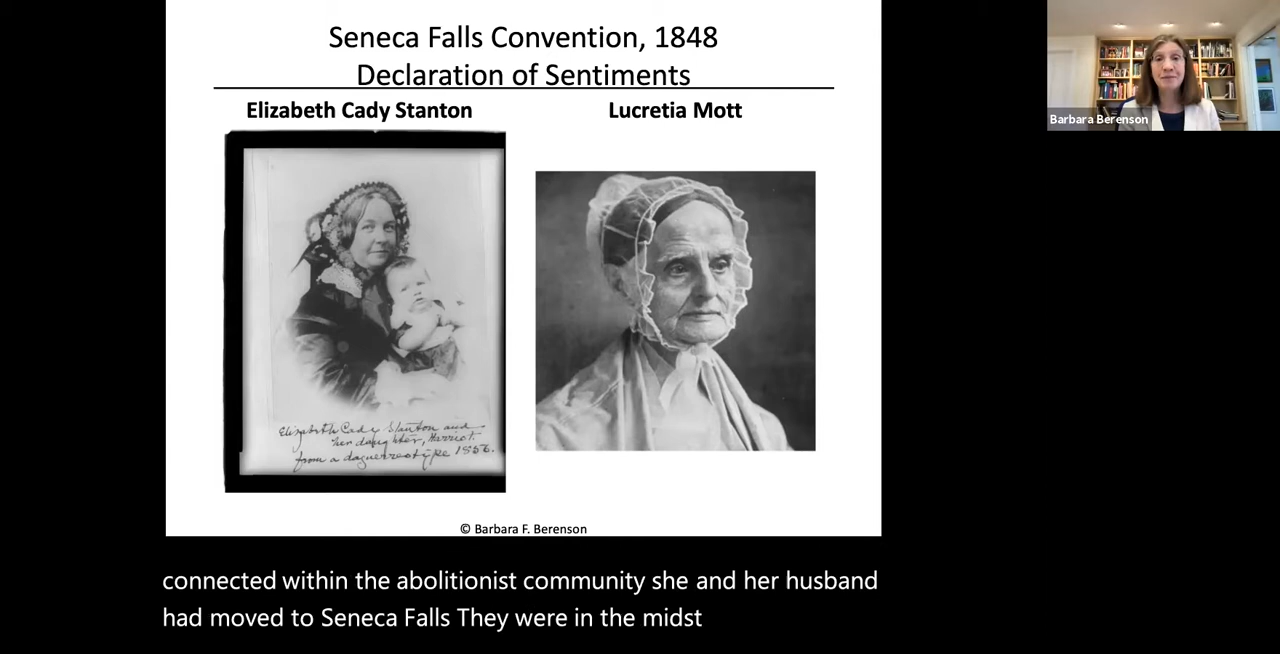 Seneca Falls Convention, 1848
Declaration of Sentiments
Elizabeth Cady Stanton
Lucretia Mott
Elizabeth Cady Stanton and
her daughter, Harriot.
from a daguerreotype 1856.
© Barbara F. Berenson
Barbara Berenson
connected within the abolitionist community she and her husband
had moved to Seneca Falls They were in the midst